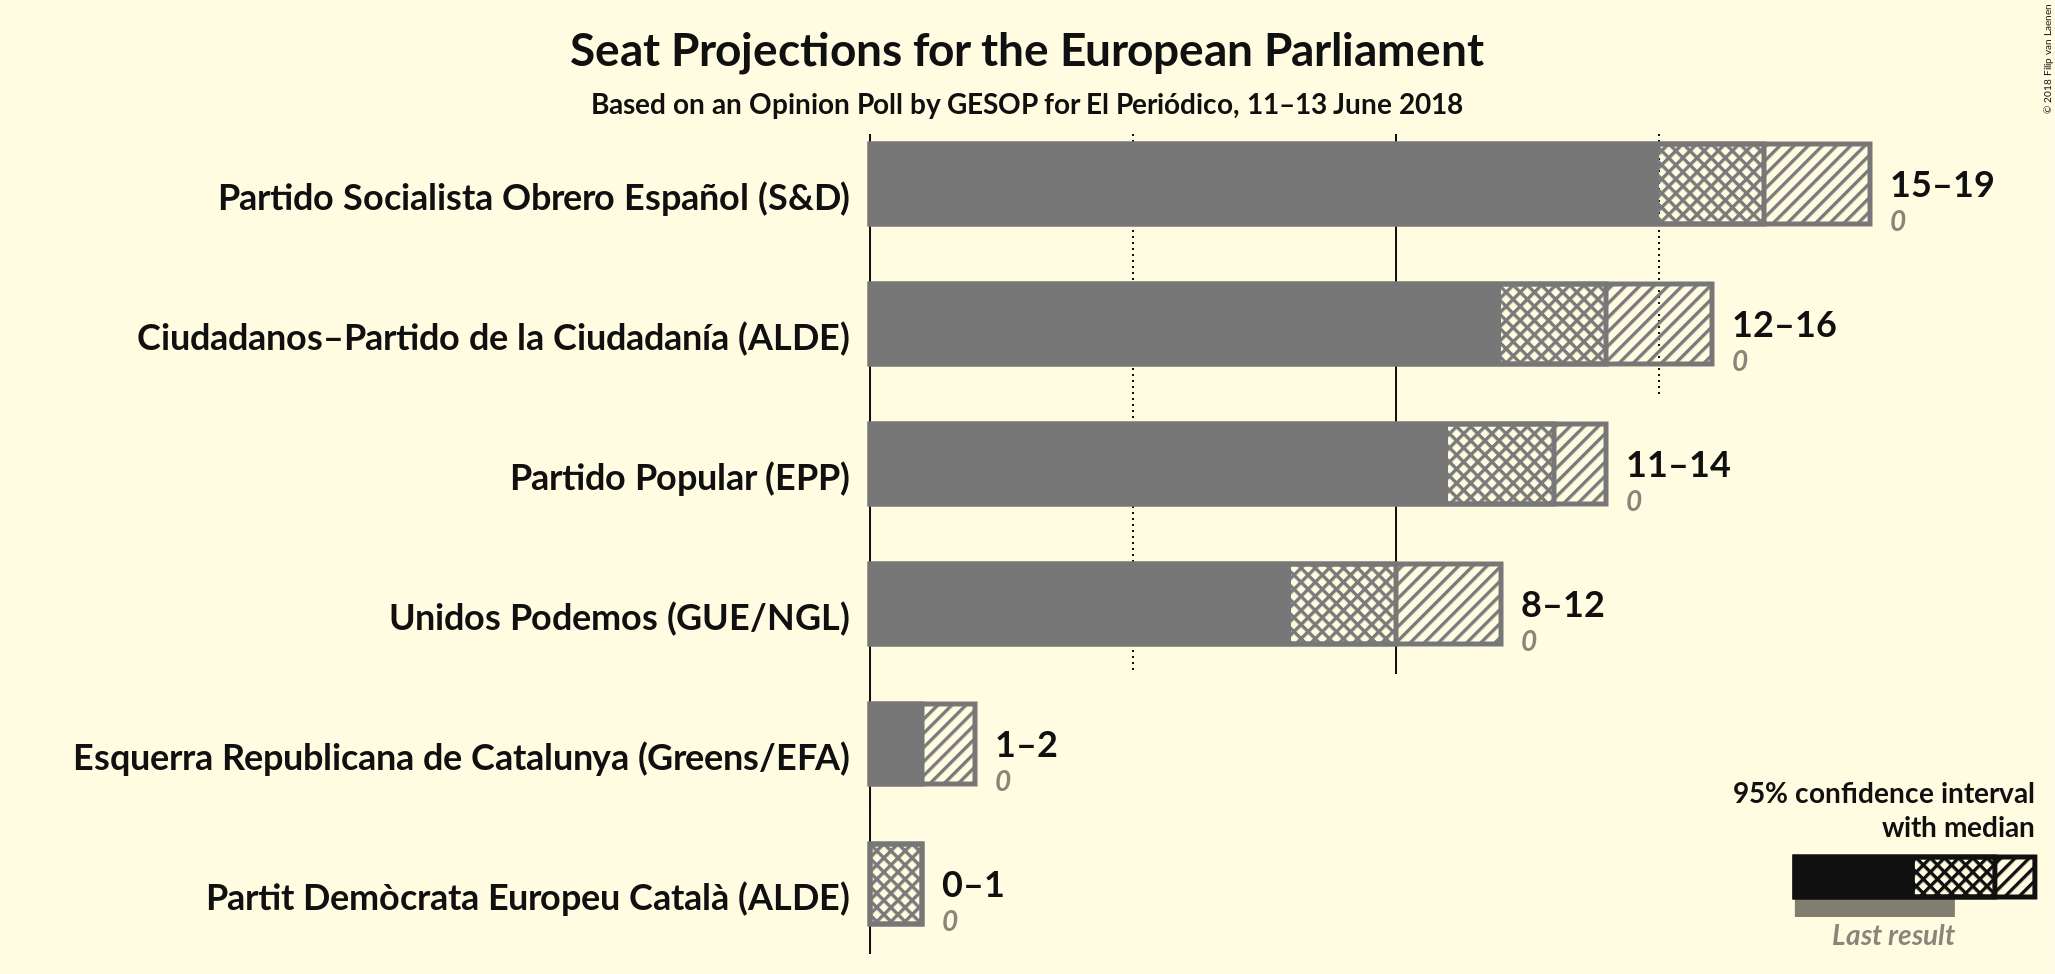 Seat Projections for the European Parliament
Based on an Opinion Poll by GESOP for El Periódico, 11–13 June 2018
© 2018 Filip van Laenen
Partido Socialista Obrero Español (S&D)
15–19
0
Ciudadanos–Partido de la Ciudadanía (ALDE)
12–16
0
Partido Popular (EPP)
11–14
0
Unidos Podemos (GUE/NGL)
8–12
0
Esquerra Republicana de Catalunya (Greens/EFA)
1–2
0
Partit Demòcrata Europeu Català (ALDE)
0–1
0
95% confidence interval
with median
Last result